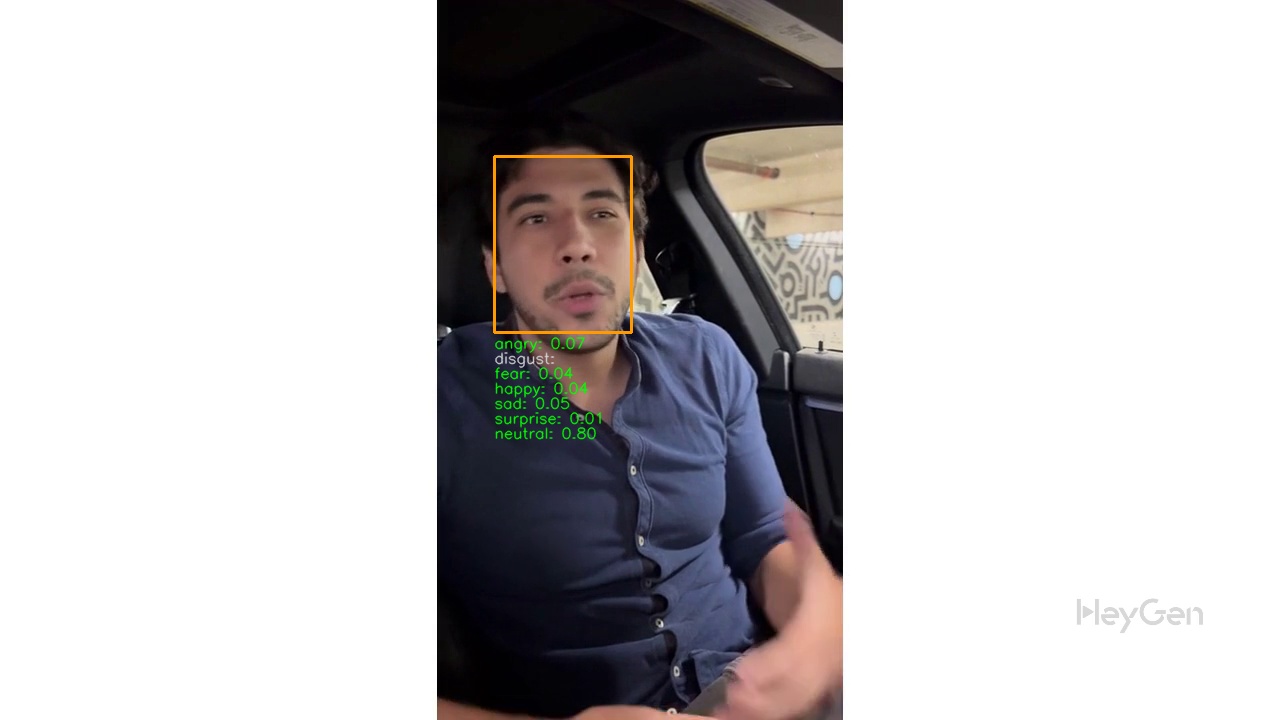 angry: 0.07
disgust:
fear: 0.04
happy: 0.04
sad: 0.05
surprise: 0.01
neutral: 0.80
HeyGen